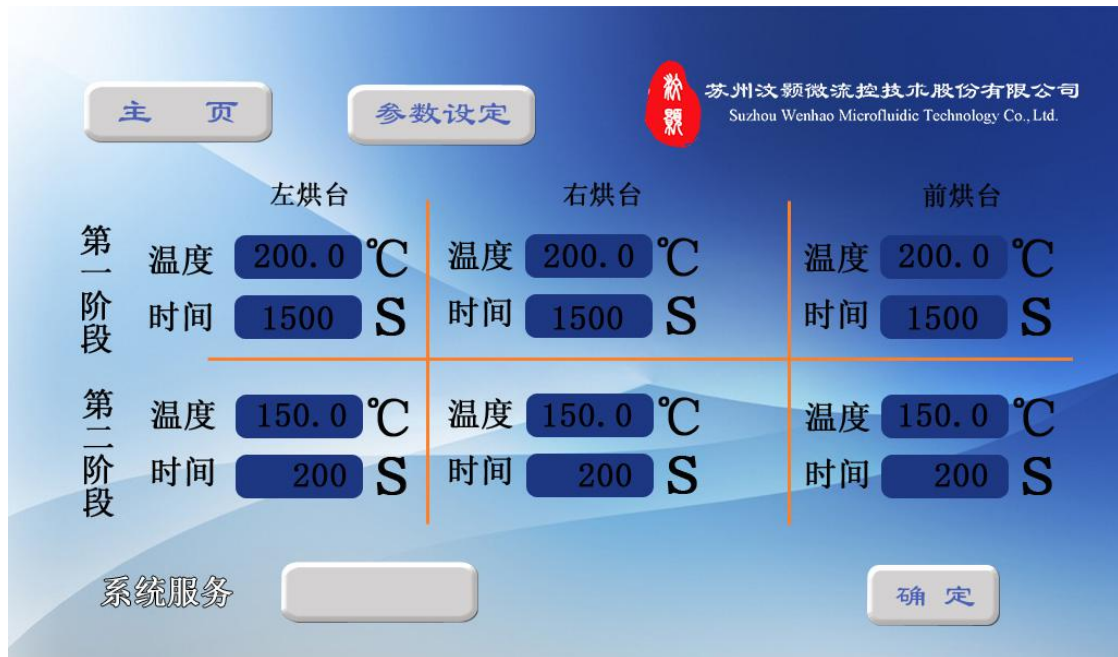 主 页
参数设定
汶颢
苏州汶颢微流控技术股份有限公司
Suzhou Wenhao Microfluidic Technology Co., Ltd.
左烘台 右烘台 前烘台
第一阶段
温度 200.0 ℃ 温度 200.0 ℃ 温度 200.0 ℃
时间 1500 S 时间 1500 S 时间 1500 S
第二阶段
温度 150.0 ℃ 温度 150.0 ℃ 温度 150.0 ℃
时间 200 S 时间 200 S 时间 200 S
系统服务
确 定